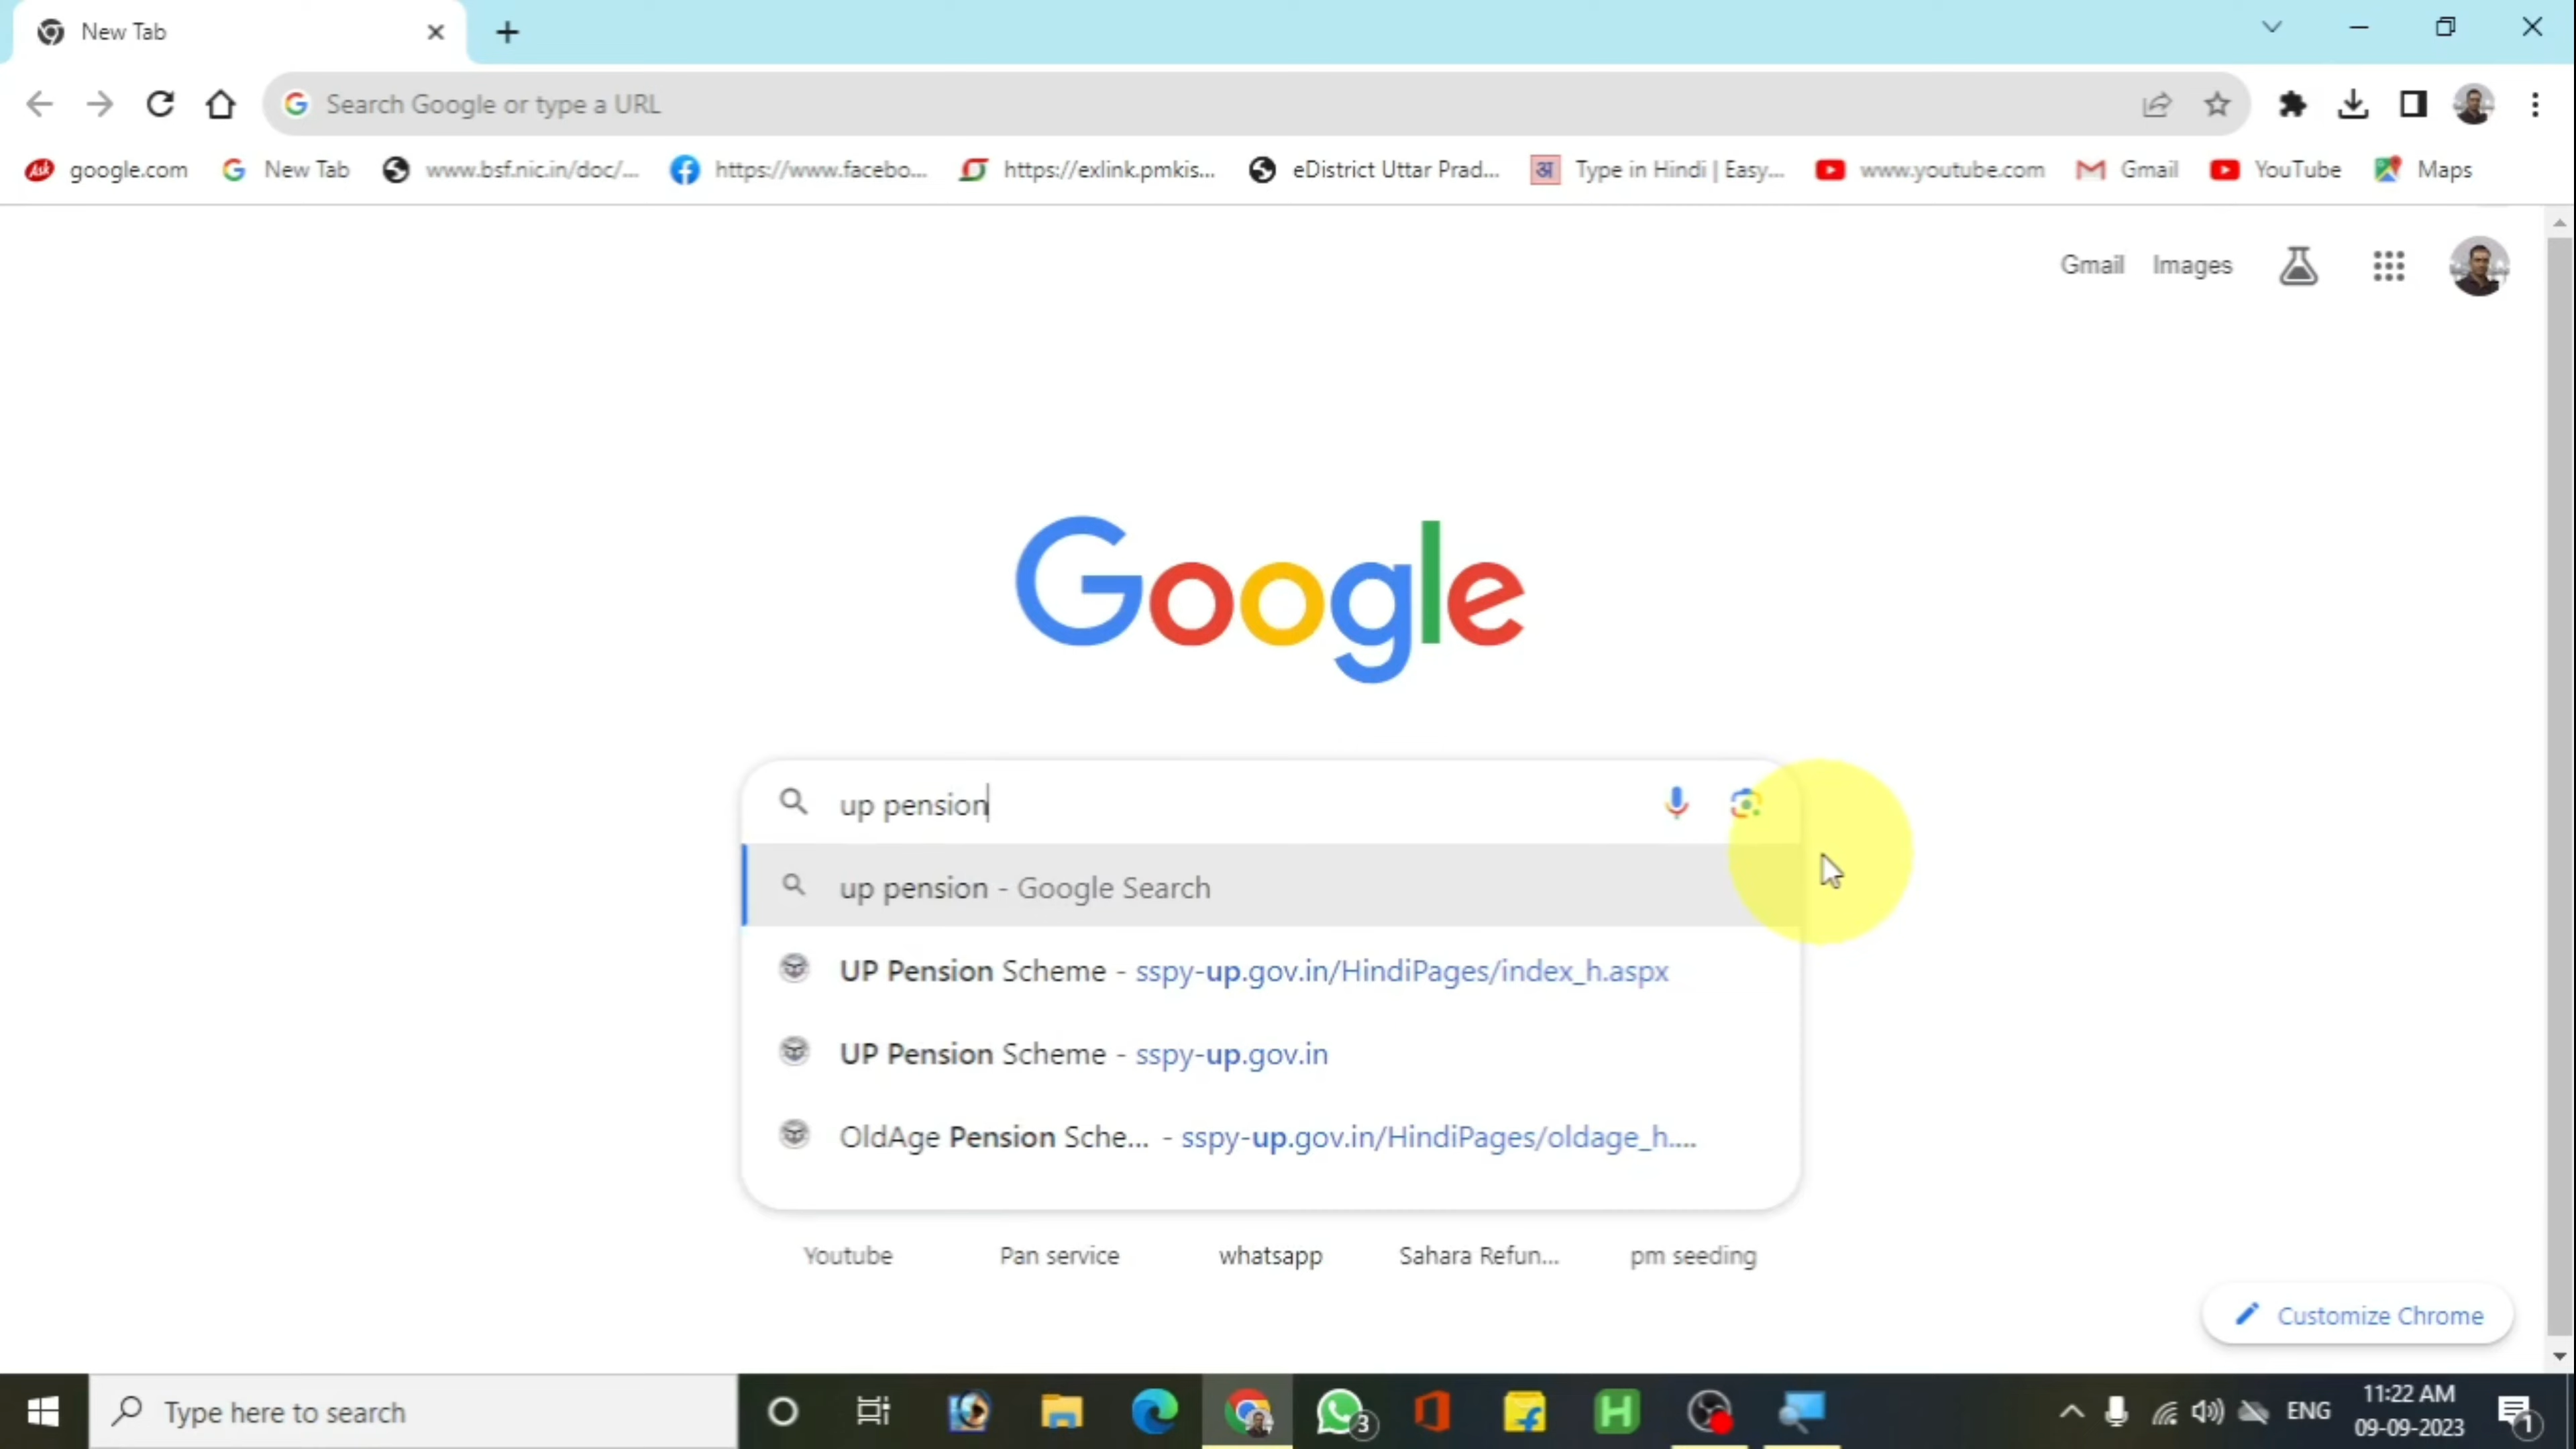 New Tab
Search Google or type a URL
google.com New Tab www.bsf.nic.in/doc/... https://www.facebo... https://exlink.pmkis... eDistrict Uttar Prad... अ Type in Hindi | Easy... www.youtube.com Gmail YouTube Maps
Gmail Images
Google
up pension
up pension - Google Search
UP Pension Scheme - sspy-up.gov.in/HindiPages/index_h.aspx
UP Pension Scheme - sspy-up.gov.in
OldAge Pension Sche... - sspy-up.gov.in/HindiPages/oldage_h....
Youtube Pan service whatsapp Sahara Refun... pm seeding
Customize Chrome
Type here to search
3
ENG
11:22 AM
09-09-2023
1